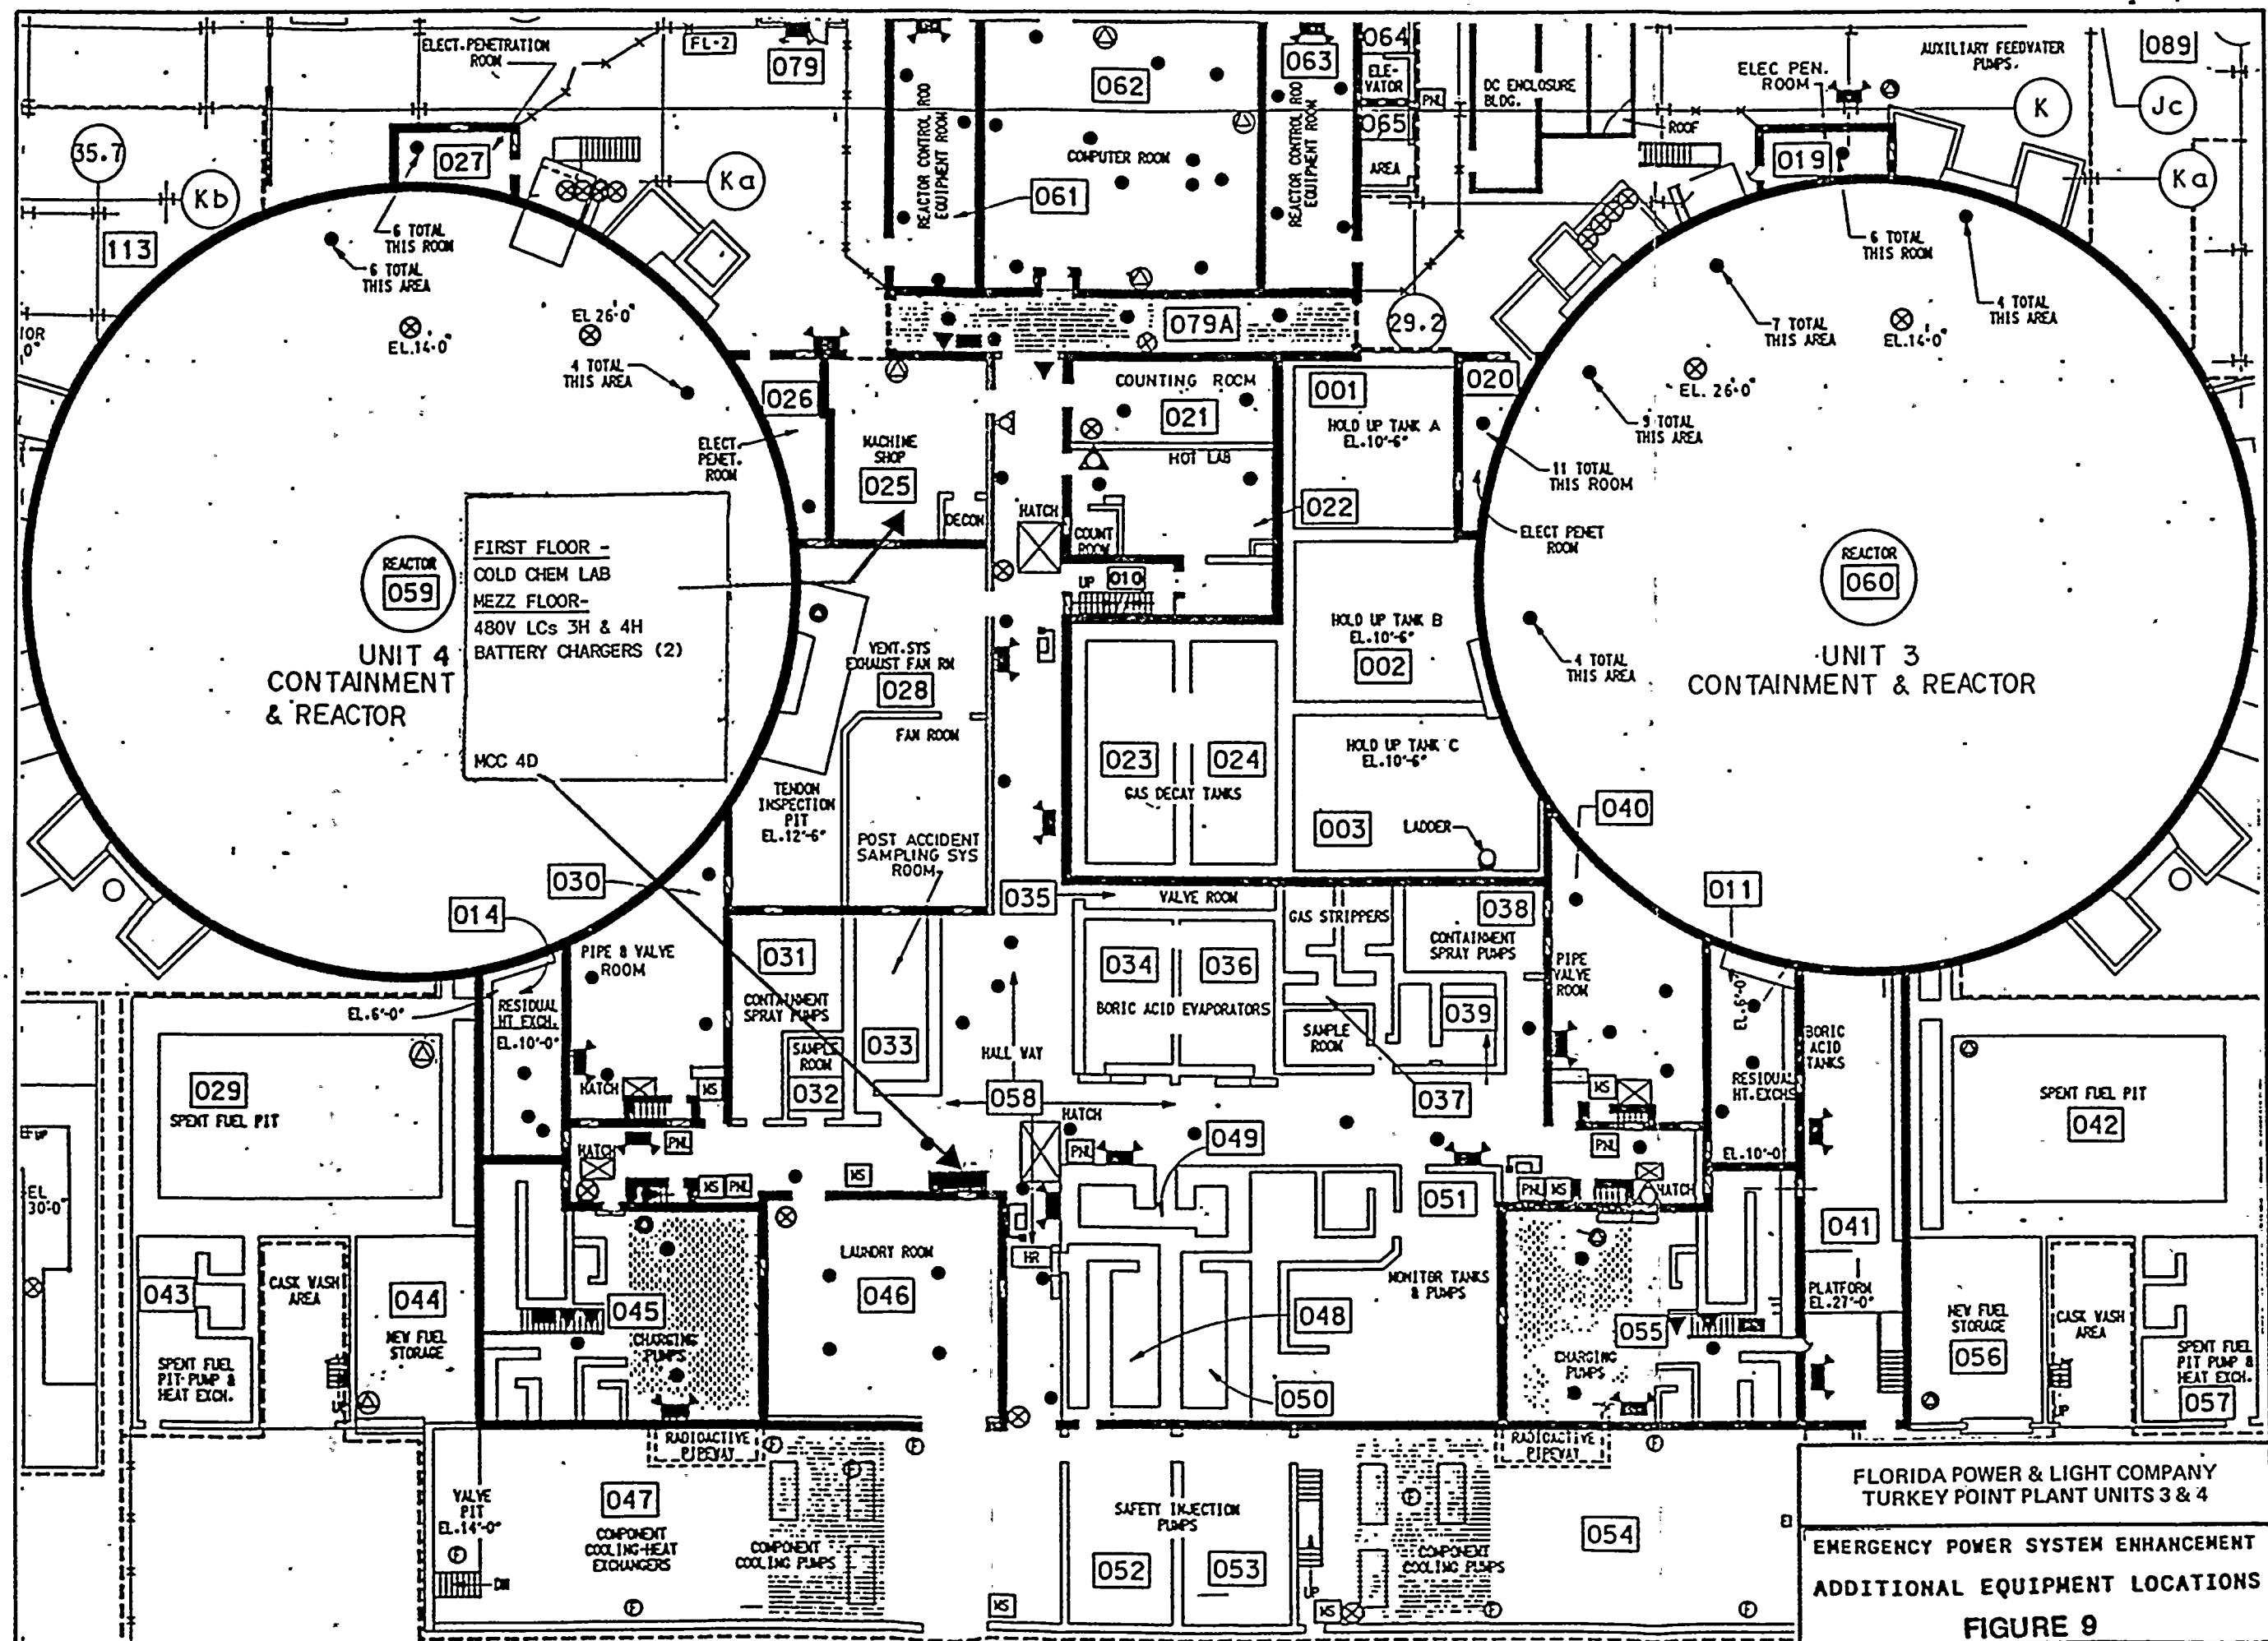 ELECT.PENETRATION
ROOM
FL-2
079
062
063
064
ELE-
VATOR
PNL
065
AREA
DC ENCLOSURE
BLDG.
ROOF
ELEC PEN.
ROOM
AUXILIARY FEEDWATER
PUMPS.
089
K
Jc
Ka
019
35.7
Kb
027
Ka
113
6 TOTAL
THIS ROOM
6 TOTAL
THIS AREA
REACTOR CONTROL ROD
EQUIPMENT ROOM
061
COMPUTER ROOM
REACTOR CONTROL ROD
EQUIPMENT ROOM
6 TOTAL
THIS ROOM
4 TOTAL
THIS AREA
7 TOTAL
THIS AREA
EL.14'-0"
EL. 26'-0"
9 TOTAL
THIS AREA
11 TOTAL
THIS ROOM
ELECT PENET
ROOM
EL 26'-0"
EL.14'-0"
4 TOTAL
THIS AREA
079A
29.2
026
ELECT.
PENET.
ROOM
MACHINE
SHOP
025
DECON
COUNTING ROOM
021
HOT LAB
022
HATCH
COUNT
ROOM
UP
010
001
HOLD UP TANK A
EL.10'-6"
020
HOLD UP TANK B
EL.10'-6"
002
HOLD UP TANK C
EL.10'-6"
003
LADDER
REACTOR
059
UNIT 4
CONTAINMENT
& REACTOR
FIRST FLOOR -
COLD CHEM LAB
MEZZ FLOOR-
480V LCs 3H & 4H
BATTERY CHARGERS (2)
MCC 4D
REACTOR
060
UNIT 3
CONTAINMENT & REACTOR
4 TOTAL
THIS AREA
VENT.SYS
EXHAUST FAN RM
028
FAN ROOM
TENDON
INSPECTION
PIT
EL.12'-6"
POST ACCIDENT
SAMPLING SYS
ROOM
023
024
GAS DECAY TANKS
040
030
014
035
VALVE ROOM
GAS STRIPPERS
038
CONTAINMENT
SPRAY PUMPS
011
PIPE & VALVE
ROOM
031
CONTAINMENT
SPRAY PUMPS
034
036
BORIC ACID EVAPORATORS
039
PIPE
VALVE
ROOM
SAMPLE
ROOM
EL.6'-0"
RESIDUAL
HT EXCH.
EL.10'-0"
SAMPLE
ROOM
032
033
HALL WAY
058
HATCH
037
EL.6'-0"
BORIC
ACID
TANKS
RESIDUAL
HT.EXCHS
EL.10'-0
029
SPENT FUEL PIT
HATCH
WS
PNL
HATCH
WS
PNL
WS
PNL
049
051
WS
PNL
PNL
WS
HATCH
SPENT FUEL PIT
042
UP
EL
30'-0"
043
SPENT FUEL
PIT PUMP &
HEAT EXCH.
CASK WASH
AREA
UP
044
NEW FUEL
STORAGE
045
CHARGING
PUMPS
LAUNDRY ROOM
046
HR
MONITOR TANKS
& PUMPS
048
050
055
CHARGING
PUMPS
041
PLATFORM
EL.27'-0"
NEW FUEL
STORAGE
056
CASK WASH
AREA
UP
SPENT FUEL
PIT PUMP &
HEAT EXCH.
057
RADIOACTIVE
PIPEWAY
RADIOACTIVE
PIPEWAY
VALVE
PIT
EL.14'-0"
F
DN
047
COMPONENT
COOLING-HEAT
EXCHANGERS
COMPONENT
COOLING PUMPS
WS
SAFETY INJECTION
PUMPS
052
053
UP
WS
COMPONENT
COOLING PUMPS
054
FLORIDA POWER & LIGHT COMPANY
TURKEY POINT PLANT UNITS 3 & 4
EMERGENCY POWER SYSTEM ENHANCEMENT
ADDITIONAL EQUIPMENT LOCATIONS
FIGURE 9